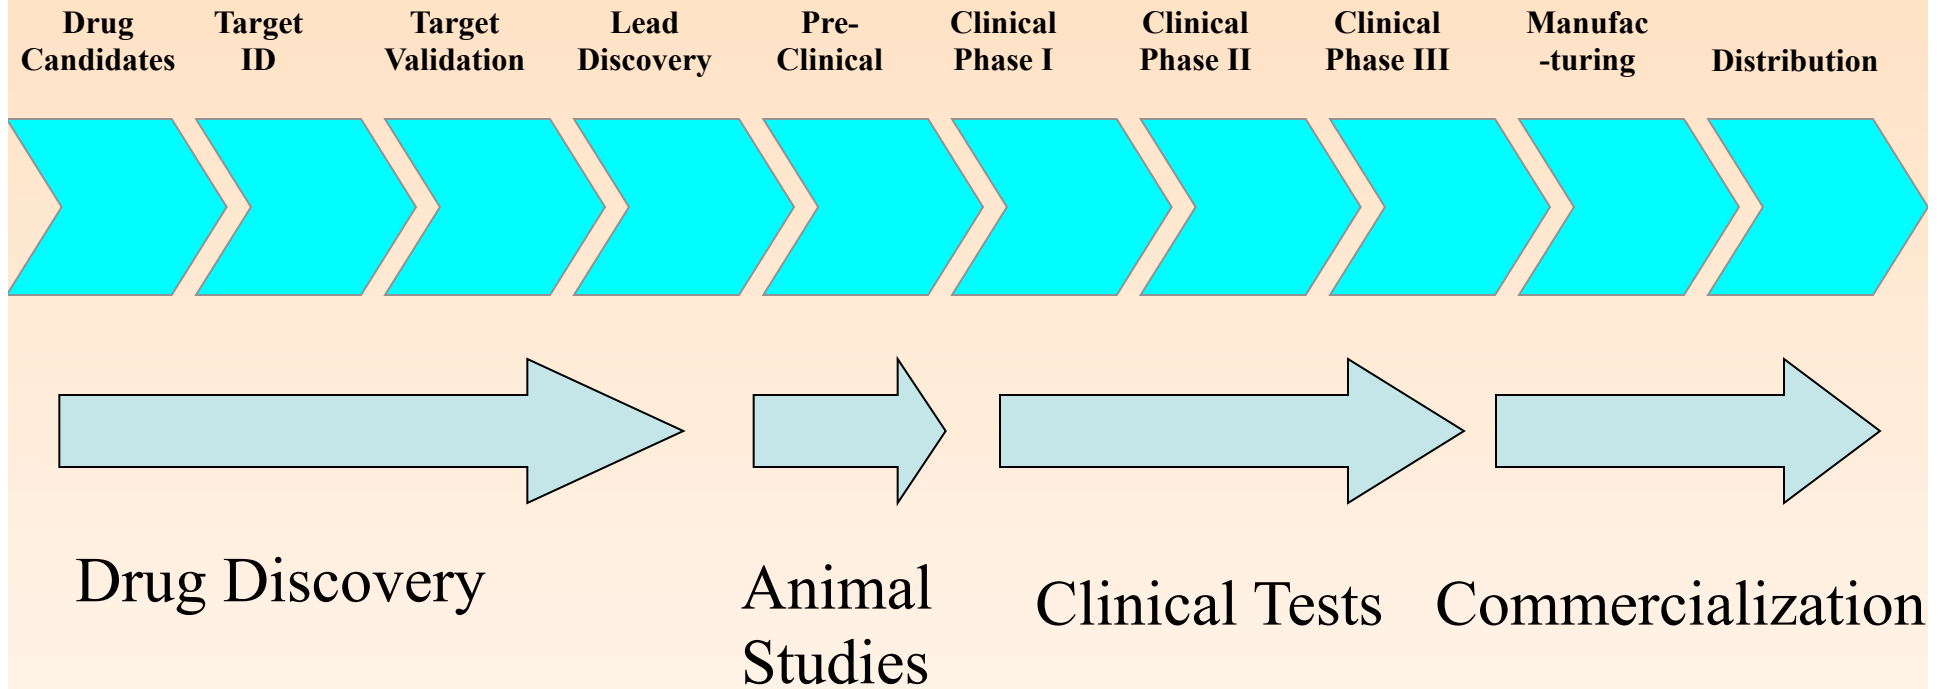 Drug
Candidates
Target
ID
Target
Validation
Lead
Discovery
Pre-
Clinical
Clinical
Phase I
Clinical
Phase II
Clinical
Phase III
Manufac
-turing
Distribution
Drug Discovery
Animal
Studies
Clinical Tests
Commercialization